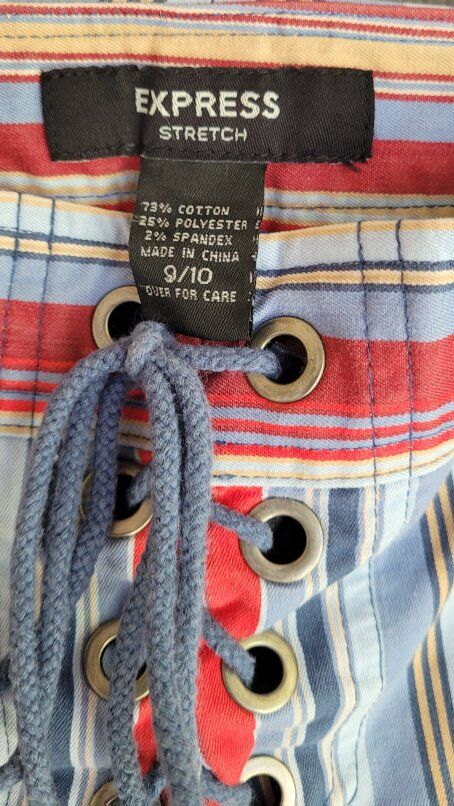 EXPRESS
STRETCH
73% COTTON
25% POLYESTER
2% SPANDEX
MADE IN CHINA
9/10
OVER FOR CARE